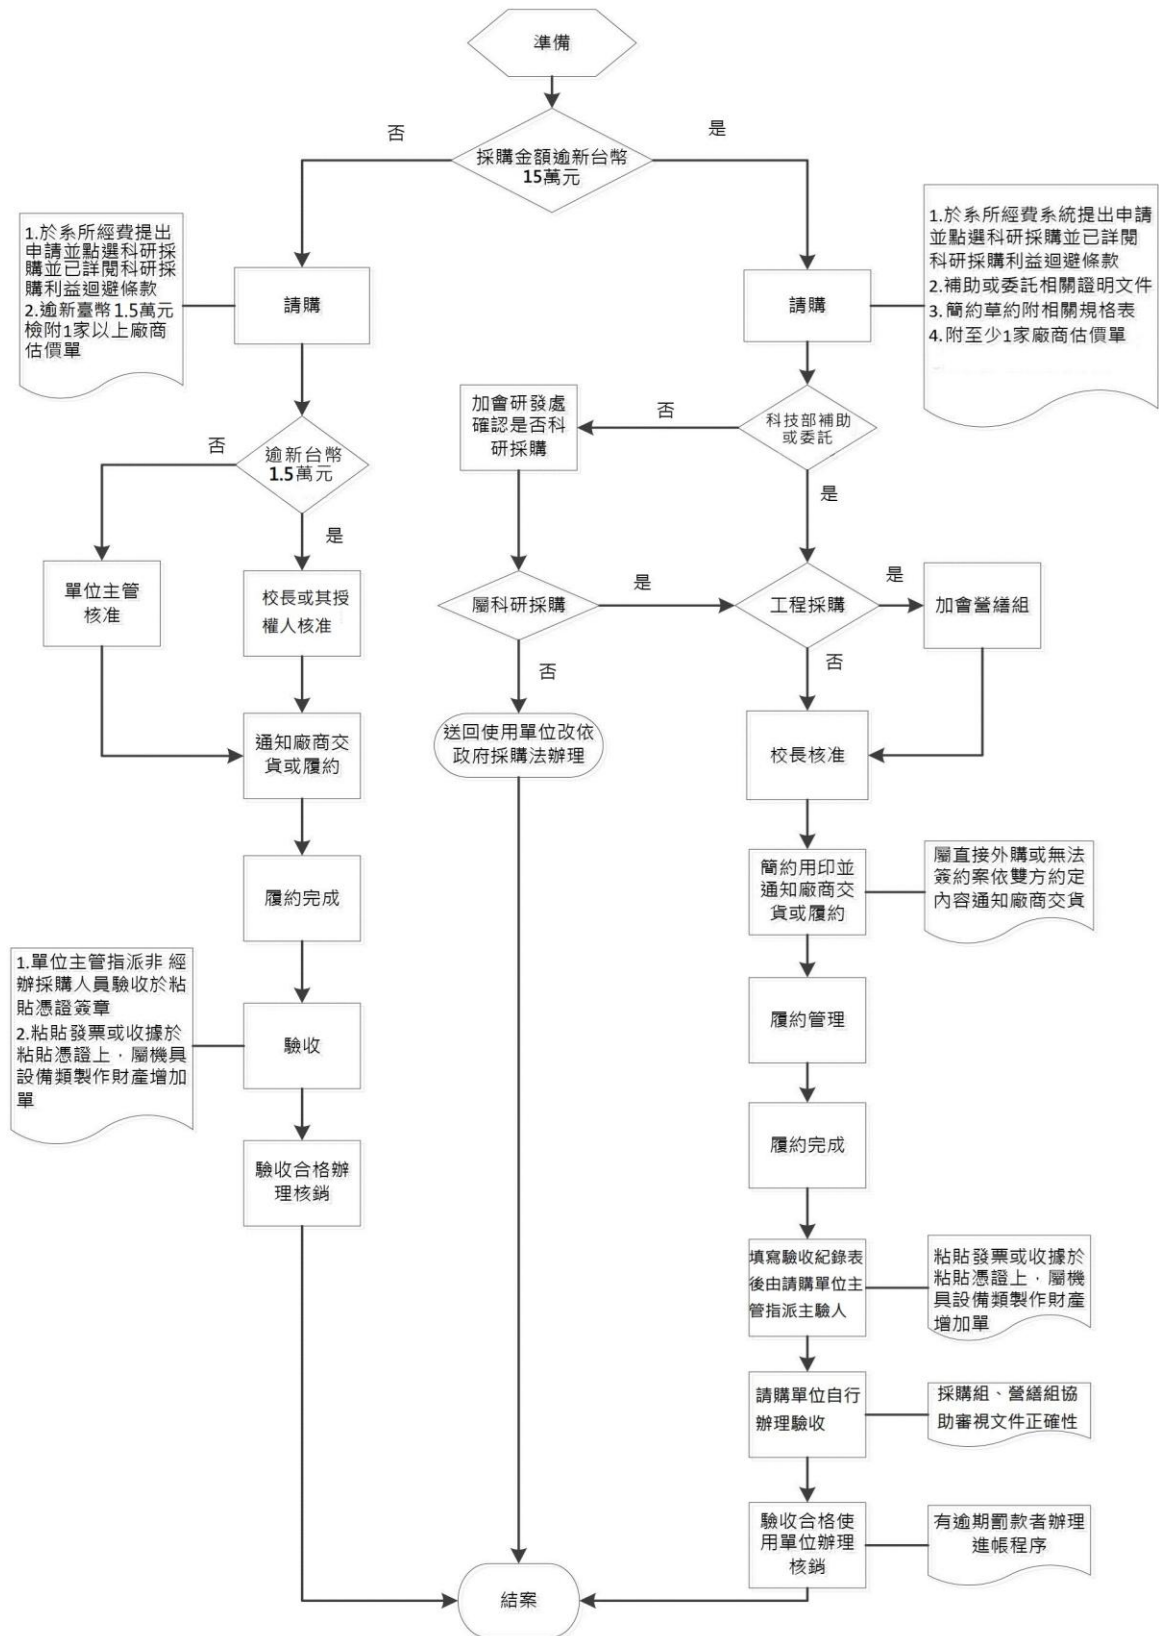 準備
否
是
採購金額逾新台幣
15萬元
1.於系所經費提出
申請並點選科研採
購並已詳閱科研採
購利益迴避條款
2.逾新臺幣1.5萬元
檢附1家以上廠商
估價單
請購
請購
1.於系所經費系統提出申請
並點選科研採購並已詳閱
科研採購利益迴避條款
2.補助或委託相關證明文件
3.簡約草約附相關規格表
4.附至少1家廠商估價單
加會研發處
確認是否科
研採購
否
科技部補助
或委託
否
逾新台幣
1.5萬元
是
是
單位主管
核准
校長或其授
權人核准
屬科研採購
是
工程採購
是
加會營繕組
否
否
通知廠商交
貨或履約
送回使用單位改依
政府採購法辦理
校長核准
履約完成
簡約用印並
通知廠商交
貨或履約
屬直接外購或無法
簽約案依雙方約定
內容通知廠商交貨
1.單位主管指派非 經
辦採購人員驗收於粘
貼憑證簽章
2.粘貼發票或收據於
粘貼憑證上，屬機具
設備類製作財產增加
單
驗收
履約管理
履約完成
驗收合格辦
理核銷
填寫驗收紀錄表
後由請購單位主
管指派主驗人
粘貼發票或收據於
粘貼憑證上，屬機
具設備類製作財產
增加單
請購單位自行
辦理驗收
採購組、營繕組協
助審視文件正確性
驗收合格使
用單位辦理
核銷
有逾期罰款者辦理
進帳程序
結案